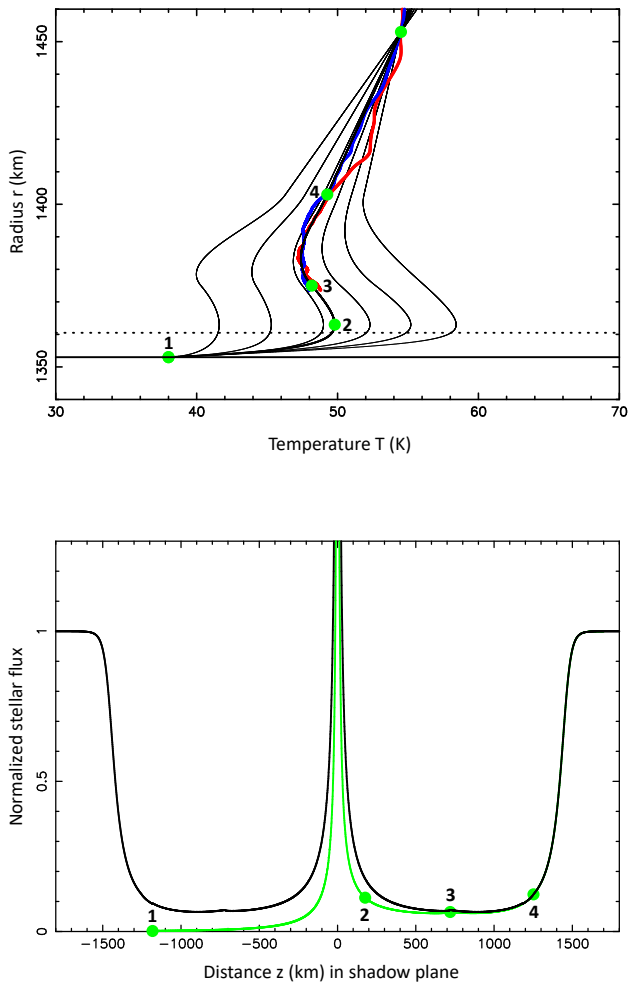 1450
1400
1350
Radius r (km)
4
3
2
1
30 40 50 60 70
Temperature T (K)
1
0.5
0
Normalized stellar flux
1
2
3
4
−1500 −1000 −500 0 500 1000 1500
Distance z (km) in shadow plane